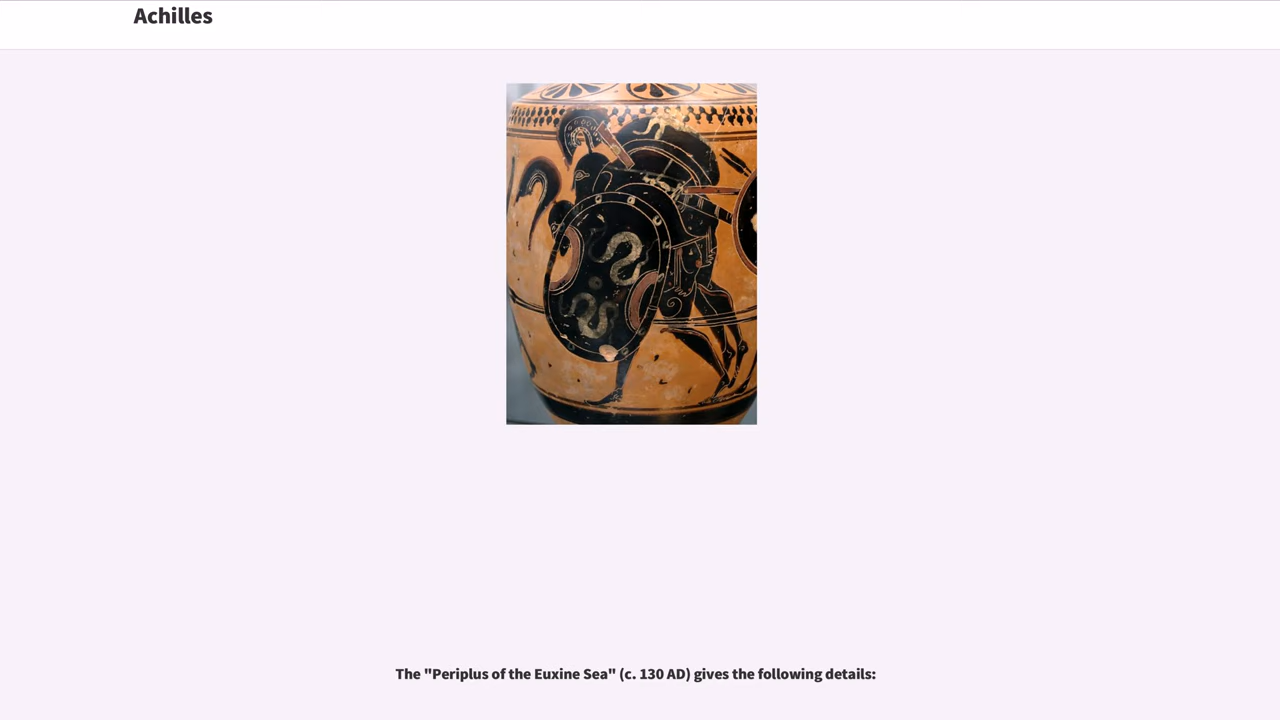 Achilles
The "Periplus of the Euxine Sea" (c. 130 AD) gives the following details: